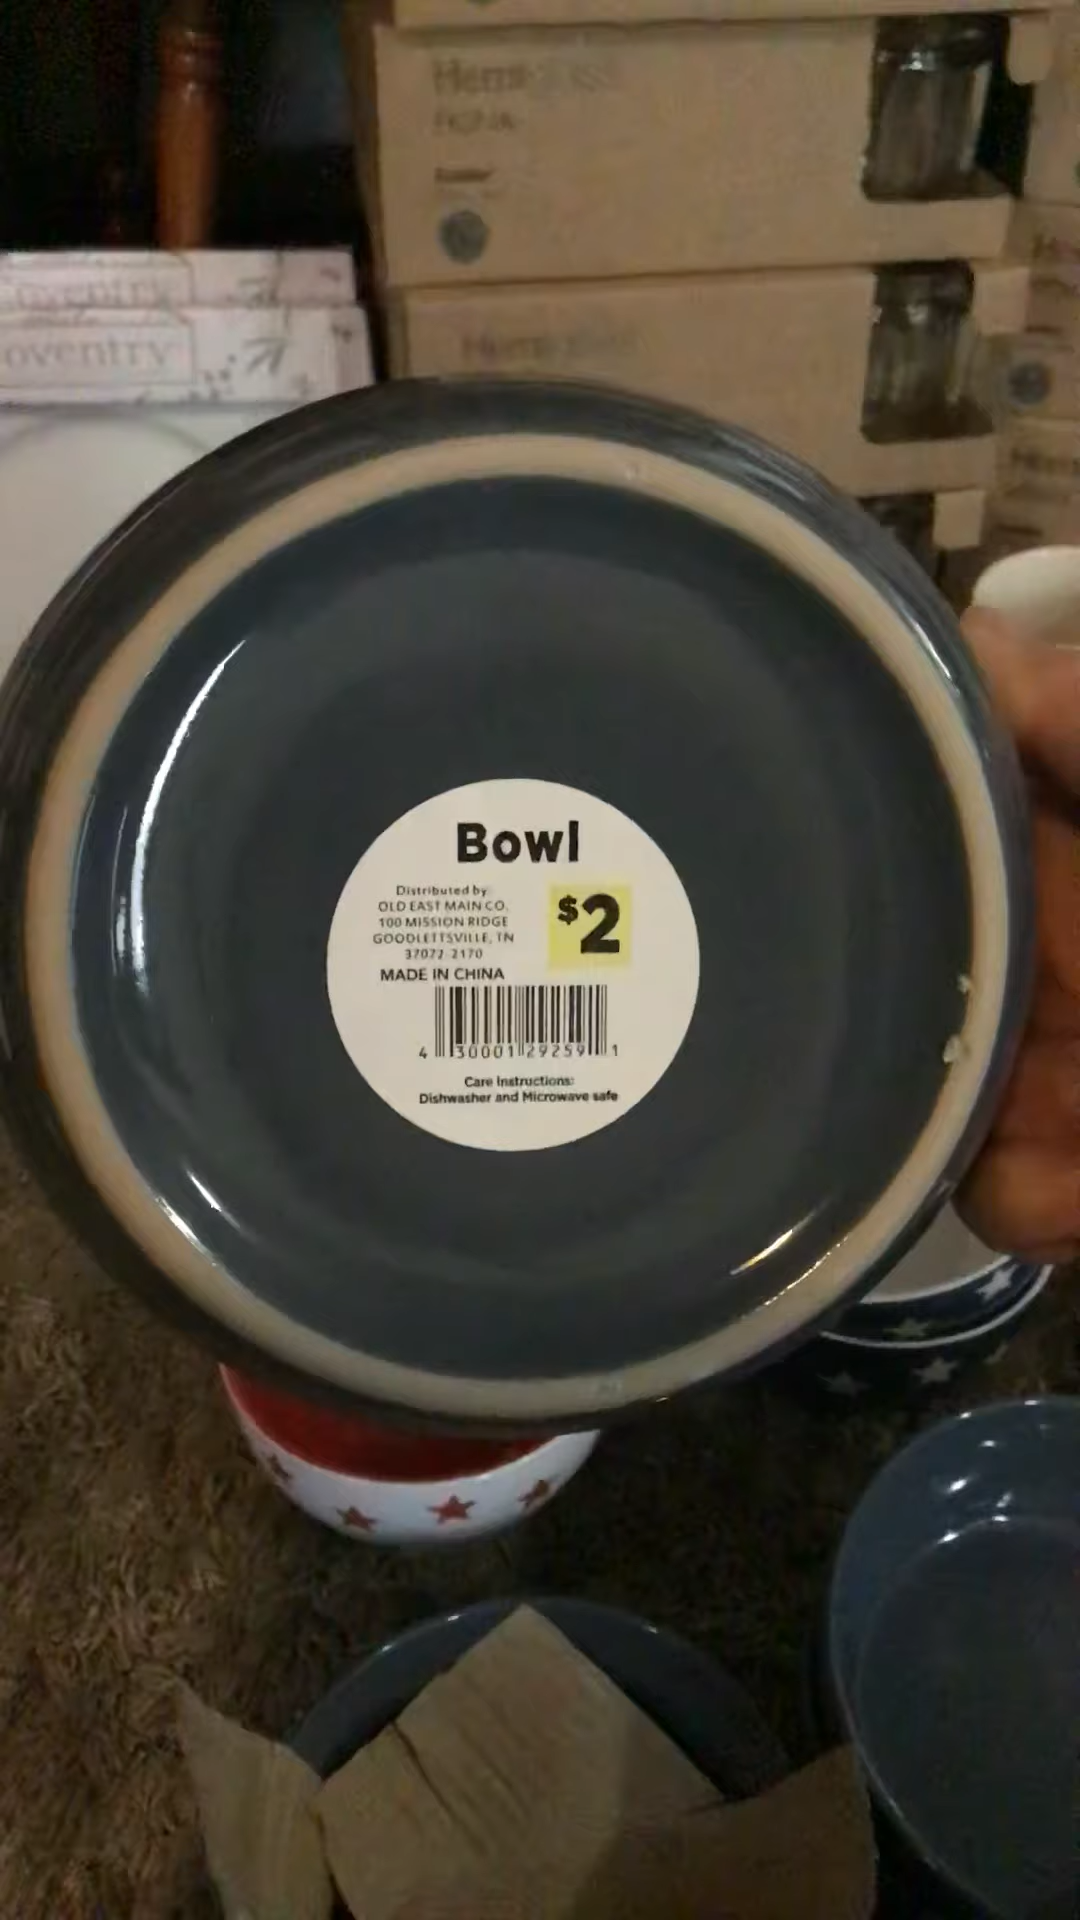 oventry
oventry
Bowl
Distributed by:
OLD EAST MAIN CO.
100 MISSION RIDGE
GOODLETTSVILLE, TN
37072-2170
MADE IN CHINA
$2
4 30001 29259 1
Care Instructions:
Dishwasher and Microwave safe